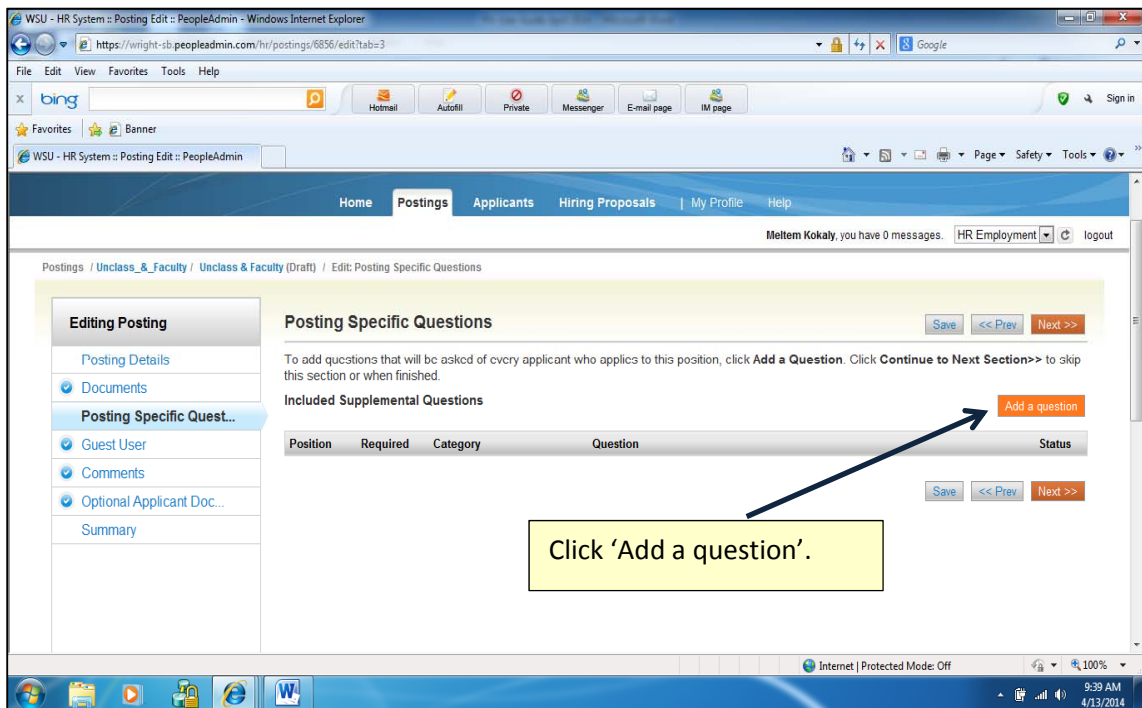 WSU - HR System :: Posting Edit :: PeopleAdmin - Windows Internet Explorer
https://wright-sb.peopleadmin.com/hr/postings/6856/edit?tab=3
Google
File Edit View Favorites Tools Help
x bing Hotmail Autofill Private Messenger E-mail page IM page Sign in
Favorites Banner
WSU - HR System :: Posting Edit :: PeopleAdmin Page Safety Tools
Home Postings Applicants Hiring Proposals | My Profile Help
Meltem Kokaly, you have 0 messages. HR Employment logout
Postings / Unclass_&_Faculty / Unclass & Faculty (Draft) / Edit: Posting Specific Questions
Editing Posting
Posting Details
Documents
Posting Specific Quest...
Guest User
Comments
Optional Applicant Doc...
Summary
Posting Specific Questions
Save << Prev Next >>
To add questions that will be asked of every applicant who applies to this position, click Add a Question. Click Continue to Next Section>> to skip
this section or when finished.
Included Supplemental Questions
Add a question
Position Required Category Question Status
Save << Prev Next >>
Click ‘Add a question’.
Internet | Protected Mode: Off 100%
9:39 AM
4/13/2014